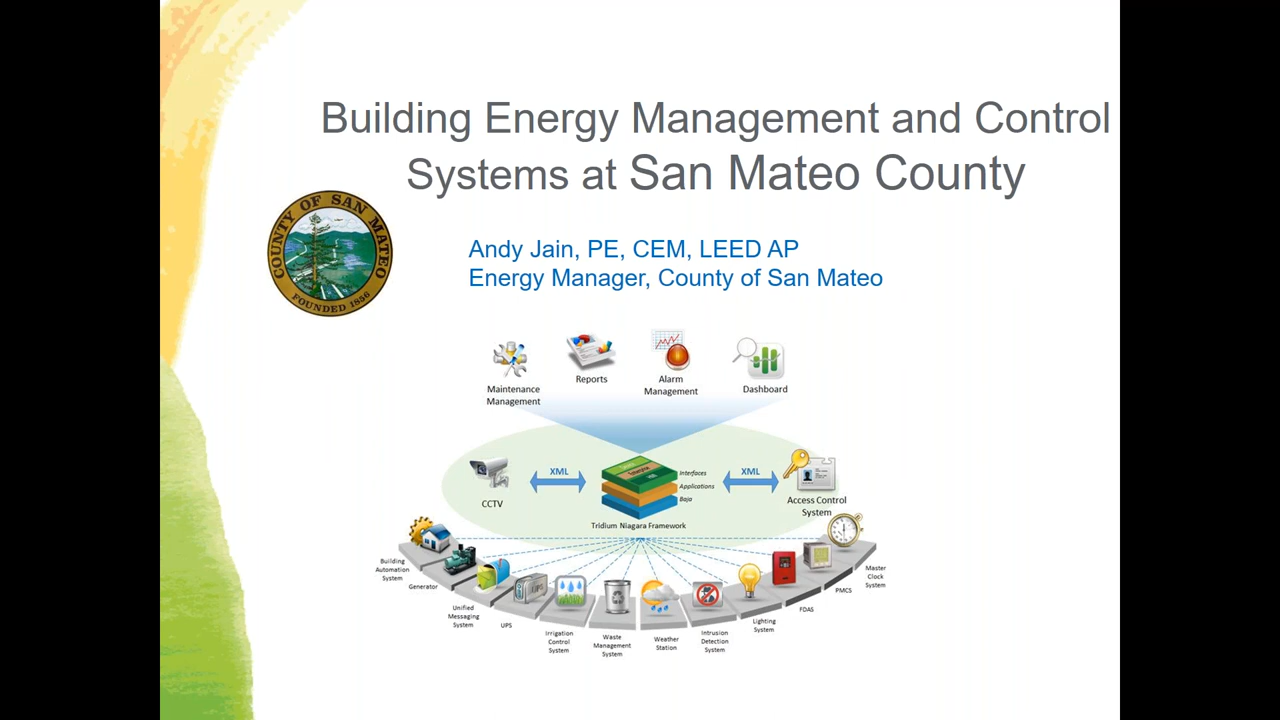 Building Energy Management and Control
Systems at San Mateo County
COUNTY OF SAN MATEO
FOUNDED 1856
Andy Jain, PE, CEM, LEED AP
Energy Manager, County of San Mateo
Maintenance
Management
Reports
Alarm
Management
Dashboard
CCTV
XML
Enterprise
Interfaces
Applications
Baja
Tridium Niagara Framework
XML
Access Control
System
Building
Automation
System
Generator
Unified
Messaging
System
UPS
UPS
Irrigation
Control
System
Waste
Management
System
Weather
Station
Intrusion
Detection
System
Lighting
System
FDAS
PMCS
Master
Clock
System